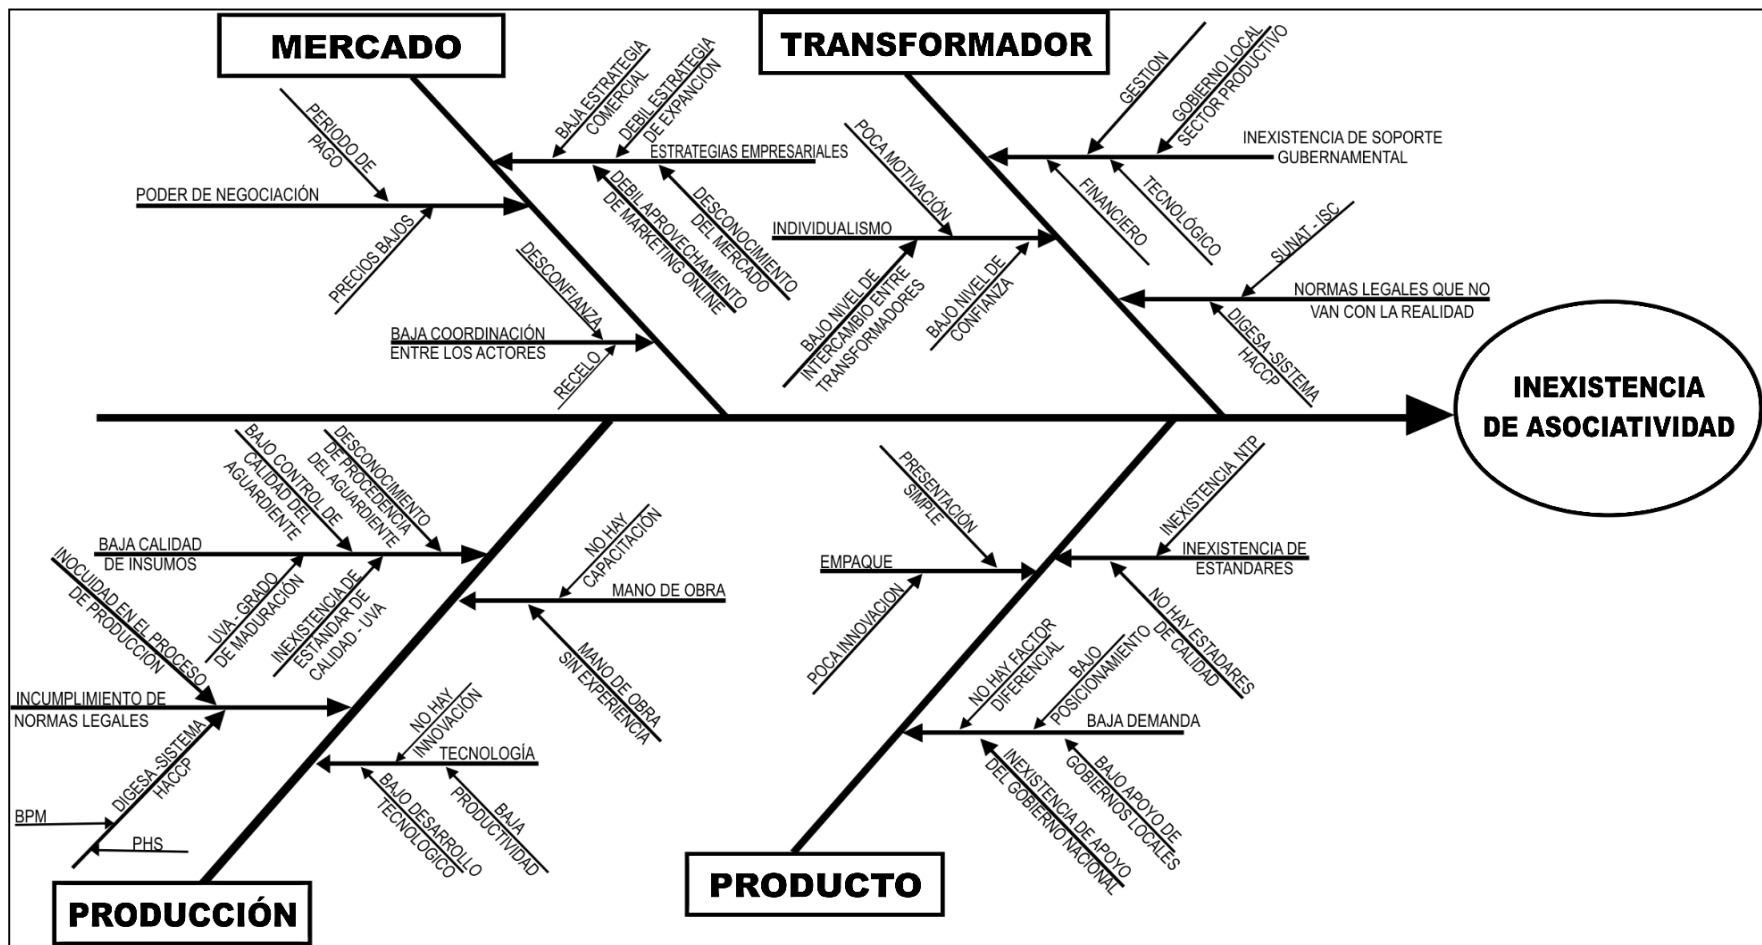 MERCADO
PERIODO DE
PAGO
PODER DE NEGOCIACIÓN
PRECIOS BAJOS
BAJA ESTRATEGIA
COMERCIAL
DEBIL ESTRATEGIA
DE EXPANCIÓN
ESTRATEGIAS EMPRESARIALES
DEBIL APROVECHAMIENTO
DE MARKETING ONLINE
DESCONOCIMIENTO
DEL MERCADO
DESCONFIANZA
BAJA COORDINACIÓN
ENTRE LOS ACTORES
RECELO
TRANSFORMADOR
POCA MOTIVACIÓN
INDIVIDUALISMO
BAJO NIVEL DE
INTERCAMBIO ENTRE
TRANSFORMADORES
BAJO NIVEL DE
CONFIANZA
GESTION
GOBIERNO LOCAL
SECTOR PRODUCTIVO
INEXISTENCIA DE SOPORTE
GUBERNAMENTAL
FINANCIERO
TECNOLÓGICO
SUNAT - ISC
NORMAS LEGALES QUE NO
VAN CON LA REALIDAD
DIGESA -SISTEMA
HACCP
INEXISTENCIA
DE ASOCIATIVIDAD
BAJO CONTROL DE
CALIDAD DEL
AGUARDIENTE
DESCONOCIMIENTO
DE PROCEDENCIA
DEL AGUARDIENTE
BAJA CALIDAD
DE INSUMOS
UVA - GRADO
DE MADURACIÓN
INEXISTENCIA DE
ESTANDAR DE
CALIDAD - UVA
NO HAY
CAPACITACIÓN
MANO DE OBRA
MANO DE OBRA
SIN EXPERIENCIA
INOCUIDAD EN EL PROCESO
DE PRODUCCIÓN
INCUMPLIMIENTO DE
NORMAS LEGALES
DIGESA -SISTEMA
HACCP
BPM
PHS
NO HAY
INNOVACIÓN
TECNOLOGÍA
BAJO DESARROLLO
TECNOLOGICO
BAJA
PRODUCTIVIDAD
PRODUCCIÓN
PRESENTACIÓN
SIMPLE
EMPAQUE
POCA INNOVACION
INEXISTENCIA NTP
INEXISTENCIA DE
ESTANDARES
NO HAY ESTADARES
DE CALIDAD
NO HAY FACTOR
DIFERENCIAL
BAJO
POSICIONAMIENTO
BAJA DEMANDA
INEXISTENCIA DE APOYO
DEL GOBIERNO NACIONAL
BAJO APOYO DE
GOBIERNOS LOCALES
PRODUCTO